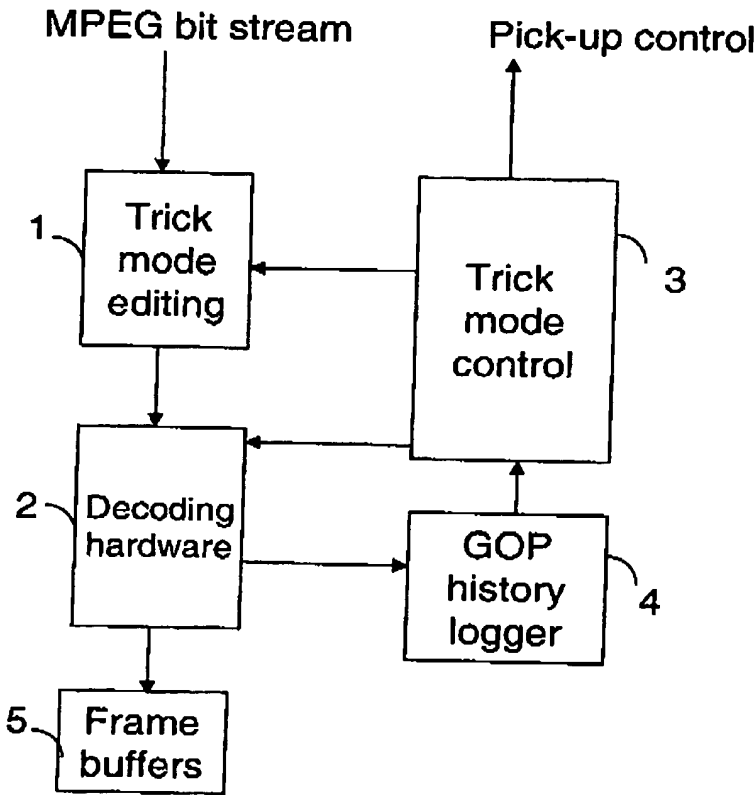 MPEG bit stream
Pick-up control
1
Trick
mode
editing
3
Trick
mode
control
2
Decoding
hardware
GOP
history
logger
4
5
Frame
buffers